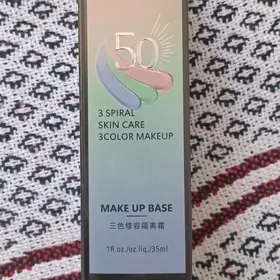 50
3 SPIRAL
SKIN CARE
3COLOR MAKEUP
MAKE UP BASE
三色修容隔离霜
1fl.oz./oz.liq./35ml